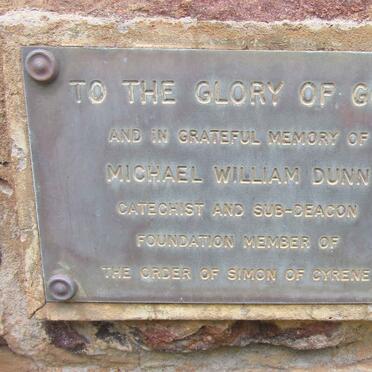 TO THE GLORY OF G
AND IN GRATEFUL MEMORY OF
MICHAEL WILLIAM DUNN
CATECHIST AND SUB-DEACON
FOUNDATION MEMBER OF
THE ORDER OF SIMON OF CYRENE